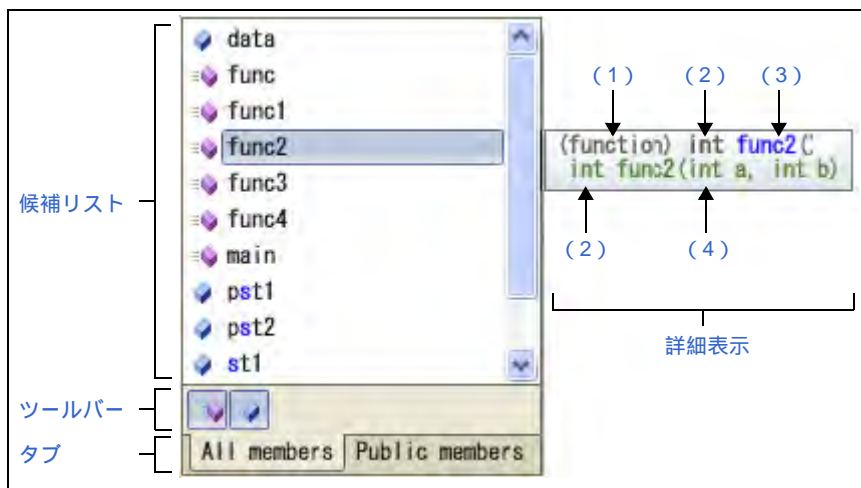 data
func
func1
func2
func3
func4
main
pst1
pst2
st1
All members
Public members
候補リスト
ツールバー
タブ
(1)
(2)
(3)
(function) int func2(
int func2(int a, int b)
(2)
(4)
詳細表示